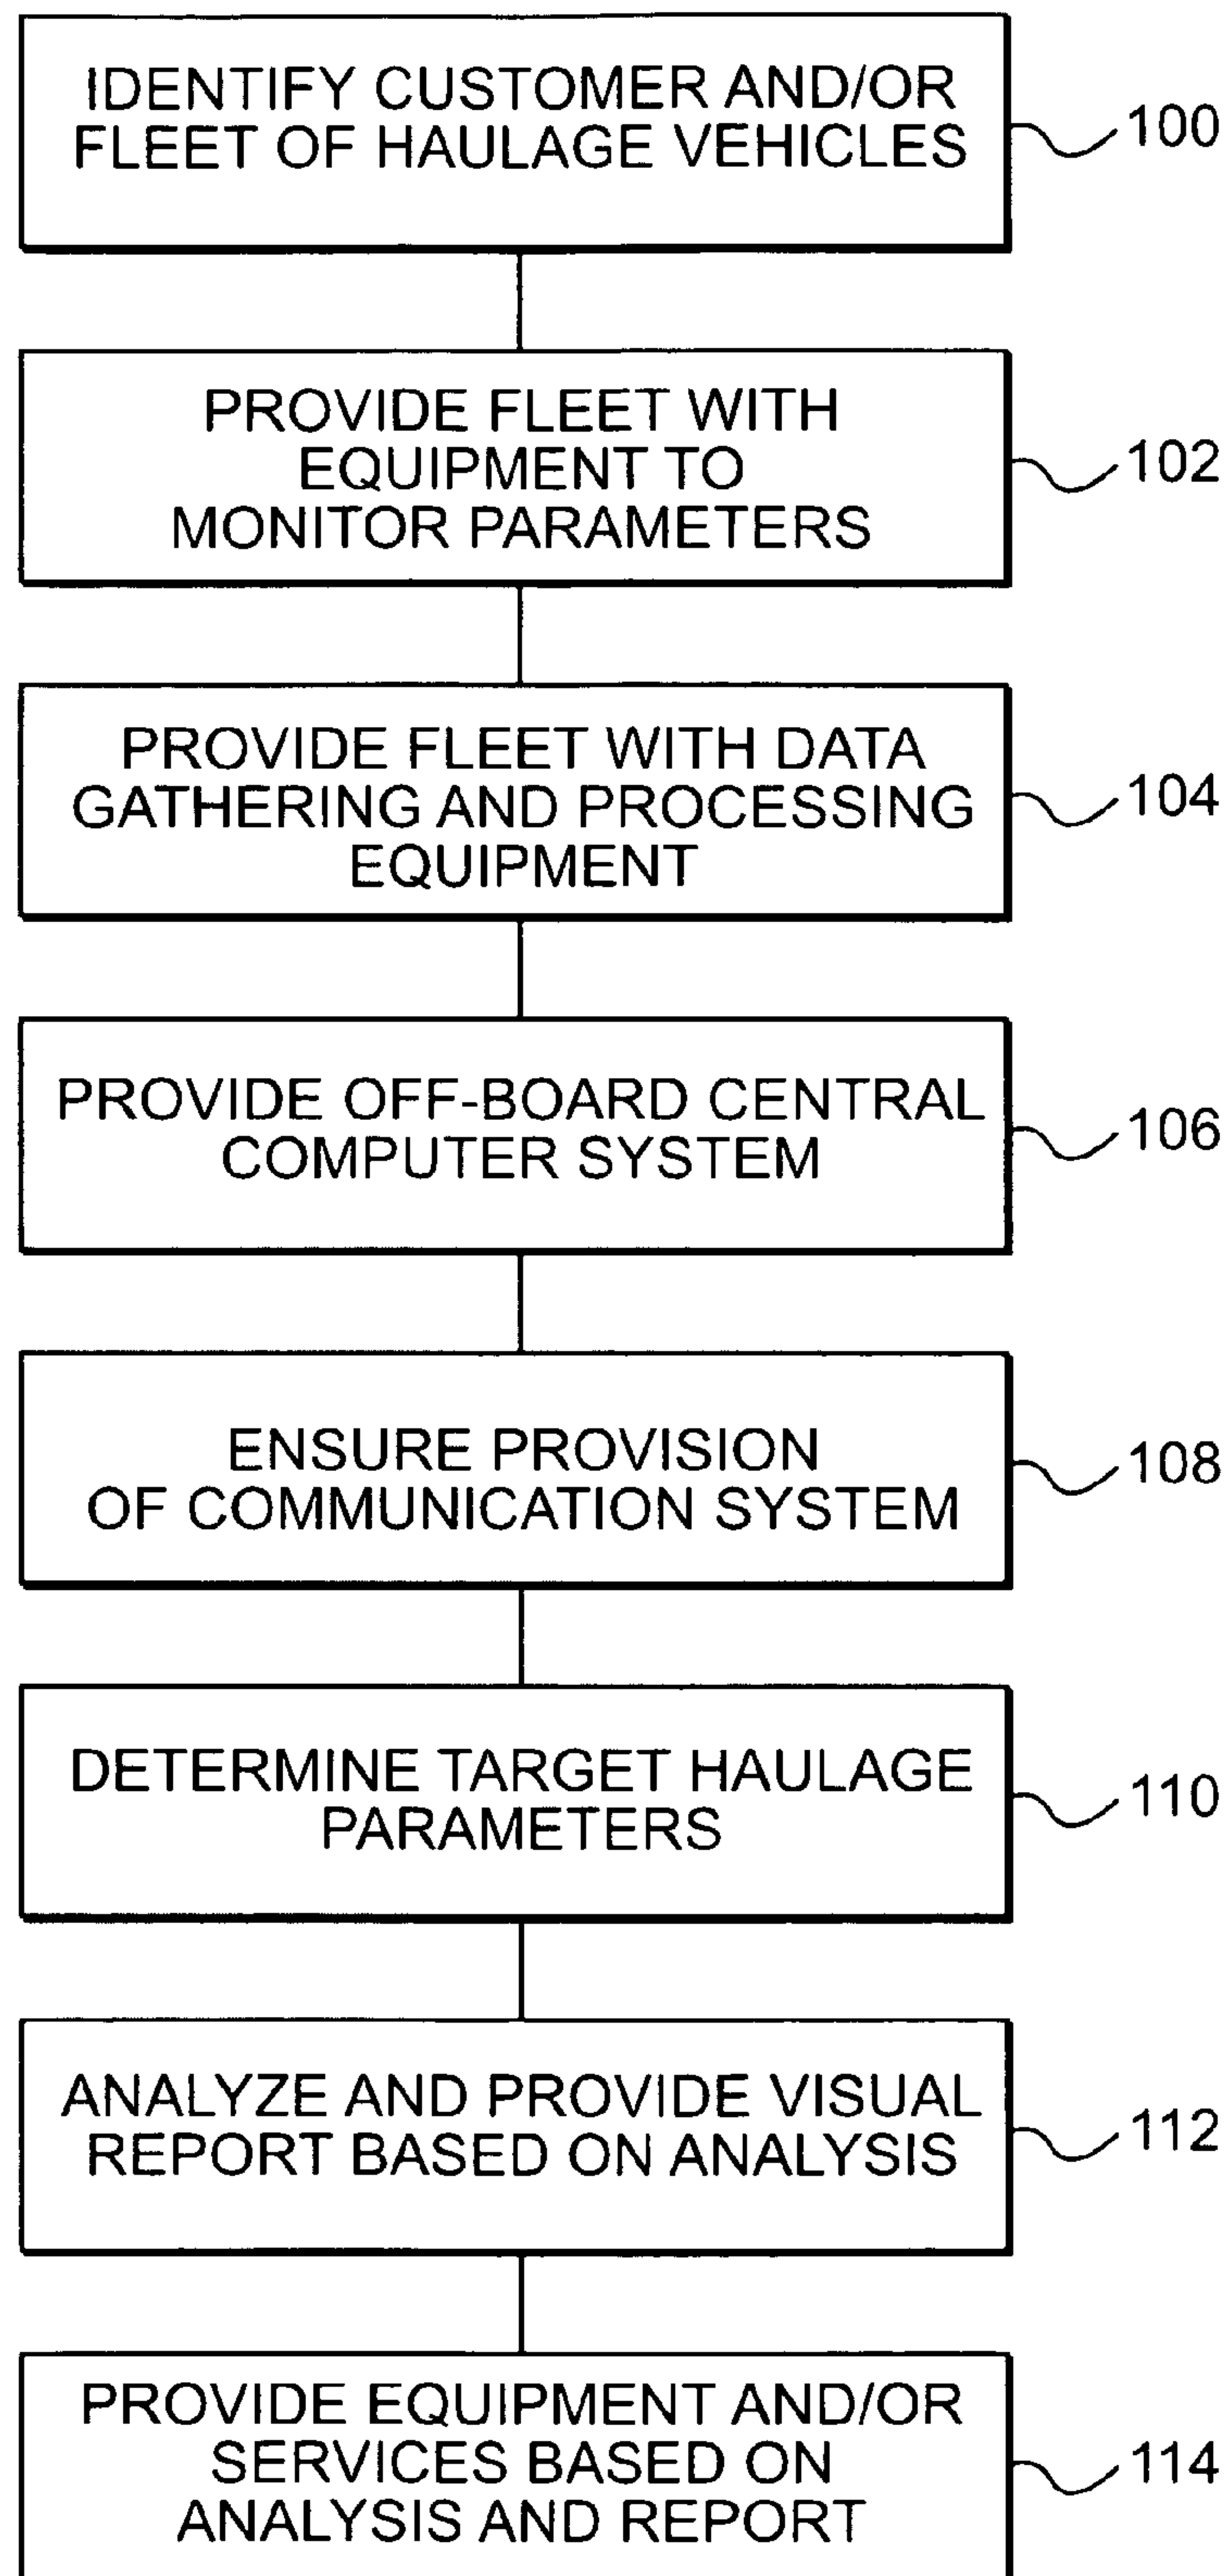 IDENTIFY CUSTOMER AND/OR
FLEET OF HAULAGE VEHICLES
100
PROVIDE FLEET WITH
EQUIPMENT TO
MONITOR PARAMETERS
102
PROVIDE FLEET WITH DATA
GATHERING AND PROCESSING
EQUIPMENT
104
PROVIDE OFF-BOARD CENTRAL
COMPUTER SYSTEM
106
ENSURE PROVISION
OF COMMUNICATION SYSTEM
108
DETERMINE TARGET HAULAGE
PARAMETERS
110
ANALYZE AND PROVIDE VISUAL
REPORT BASED ON ANALYSIS
112
PROVIDE EQUIPMENT AND/OR
SERVICES BASED ON
ANALYSIS AND REPORT
114